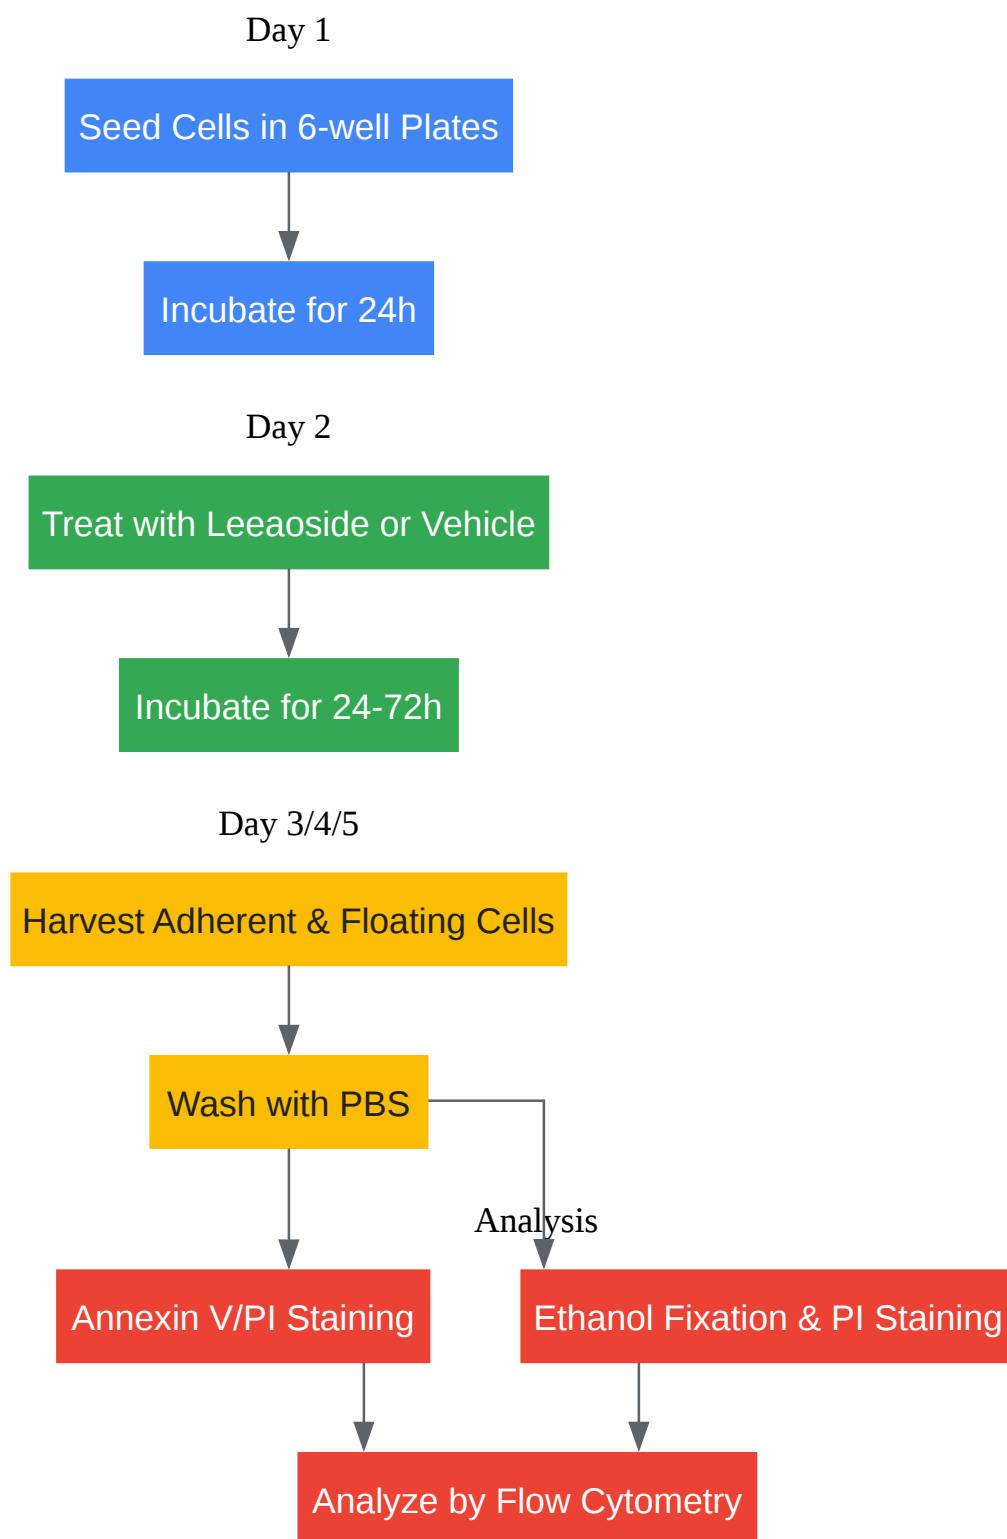 Day 1
Seed Cells in 6-well Plates
Incubate for 24h
Day 2
Treat with Leeaoside or Vehicle
Incubate for 24-72h
Day 3/4/5
Harvest Adherent & Floating Cells
Wash with PBS
Analysis
Annexin V/PI Staining
Ethanol Fixation & PI Staining
Analyze by Flow Cytometry